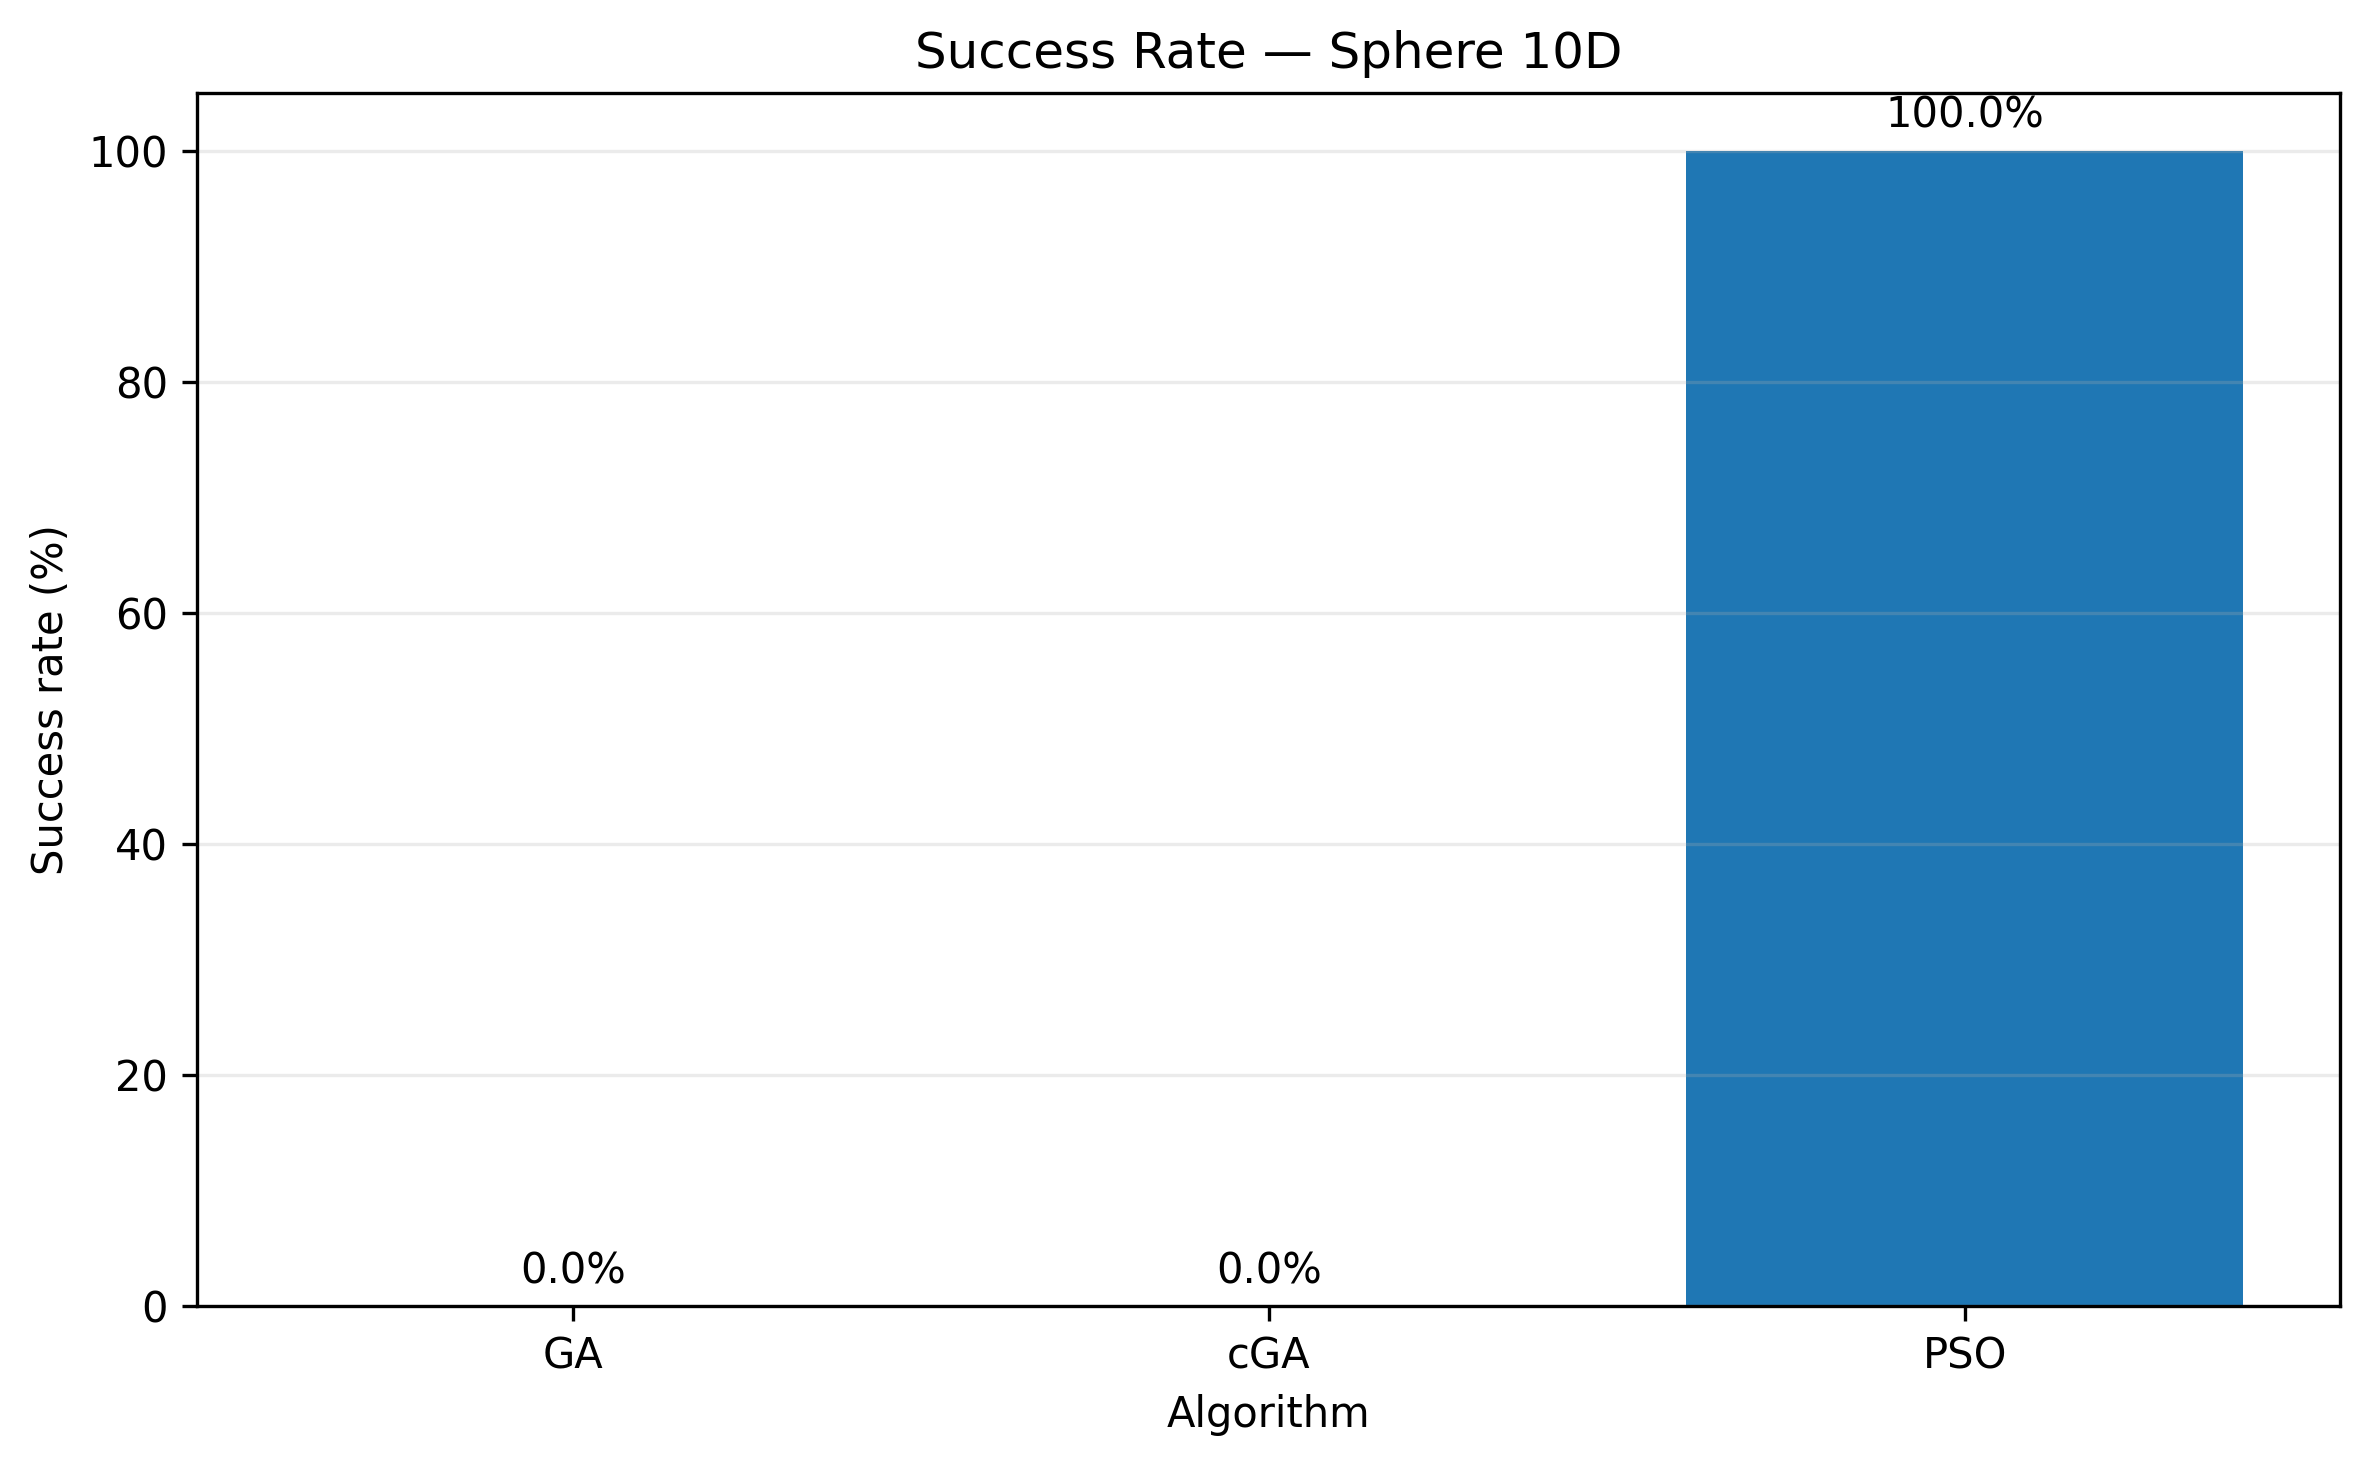 Success Rate — Sphere 10D
100.0%
100
80
60
40
20
0
Success rate (%)
0.0%
0.0%
GA
cGA
PSO
Algorithm